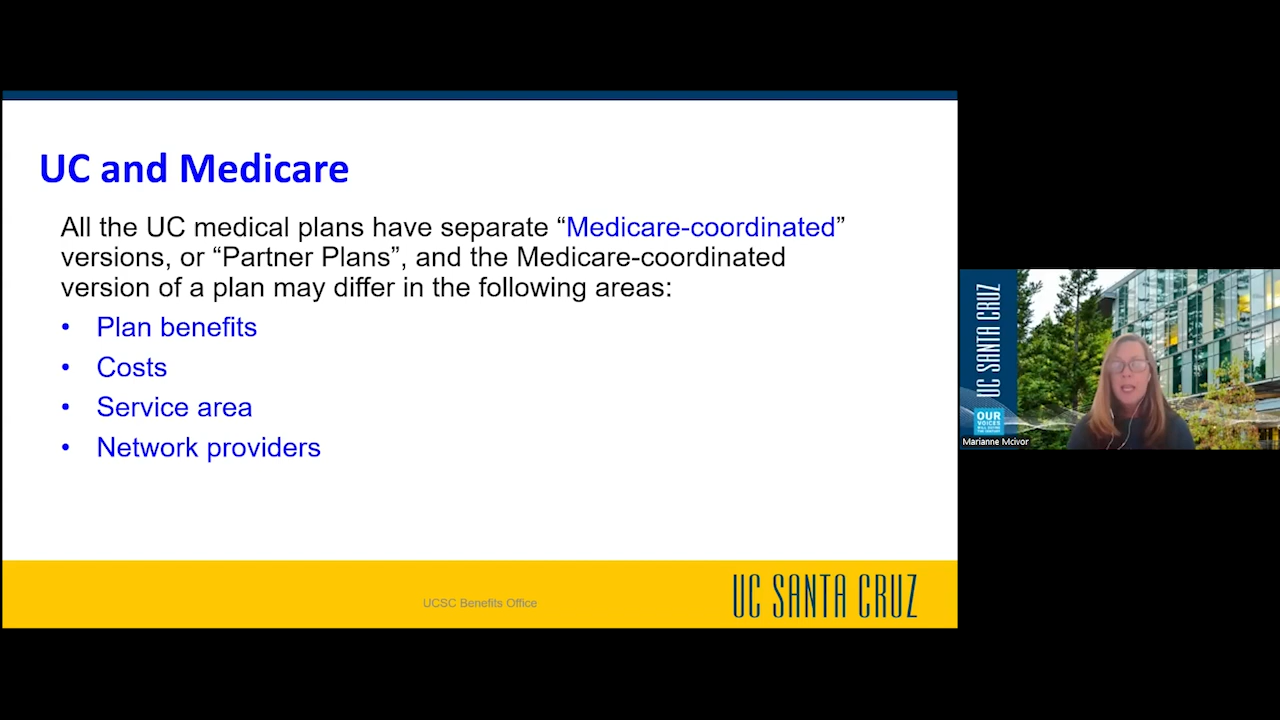 UC and Medicare
All the UC medical plans have separate “Medicare-coordinated”
versions, or “Partner Plans”, and the Medicare-coordinated
version of a plan may differ in the following areas:
• Plan benefits
• Costs
• Service area
• Network providers
UCSC Benefits Office
UC SANTA CRUZ
UC SANTA CRUZ
OUR
VOICES
Marianne Mcivor